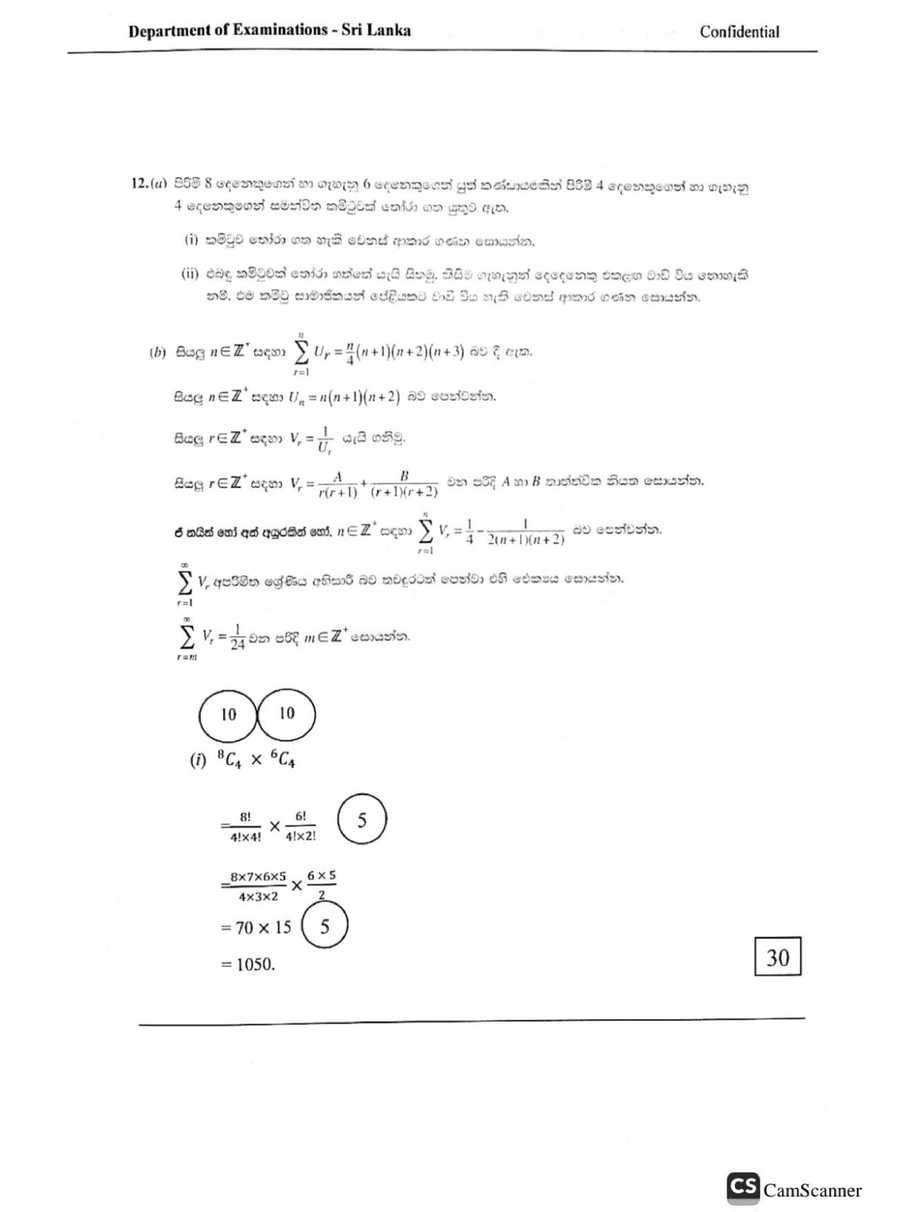 Department of Examinations - Sri Lanka Confidential
12.(a) පිරිමි 8 දෙනෙකුගෙන් හා ගැහැනු 6 දෙනෙකුගෙන් යුත් කණ්ඩායමකින් පිරිමි 4 දෙනෙකුගෙන් හා ගැහැනු
4 දෙනෙකුගෙන් සමන්විත කමිටුවක් තෝරා ගත යුතුව ඇත.
(i) කමිටුව තෝරා ගත හැකි වෙනස් ආකාර ගණන සොයන්න.
(ii) එබඳු කමිටුවක් තෝරා ගත්තේ යැයි සිතමු. කිසිම ගැහැනුන් දෙදෙනෙකු එකළඟ වාඩි විය නොහැකි
නම්, එම කමිටු සාමාජිකයන් පේළියකට වාඩි විය හැකි වෙනස් ආකාර ගණන සොයන්න.
(b) සියලු n∈ℤ⁺ සඳහා ∑_{r=1}^{n} U_r = n/4 (n+1)(n+2)(n+3) බව දී ඇත.
සියලු n∈ℤ⁺ සඳහා U_n = n(n+1)(n+2) බව පෙන්වන්න.
සියලු r∈ℤ⁺ සඳහා V_r = 1/U_r යැයි ගනිමු.
සියලු r∈ℤ⁺ සඳහා V_r = A/(r(r+1)) + B/((r+1)(r+2)) වන පරිදි A හා B තාත්ත්වික නියත සොයන්න.
ඒ නයින් හෝ අන් අයුරකින් හෝ, n∈ℤ⁺ සඳහා ∑_{r=1}^{n} V_r = 1/4 − 1/(2(n+1)(n+2)) බව පෙන්වන්න.
∑_{r=1}^{∞} V_r අපරිමිත ශ්‍රේණිය අභිසාරී බව තවදුරටත් පෙන්වා එහි ඓක්‍යය සොයන්න.
∑_{r=m}^{∞} V_r = 1/24 වන පරිදි m∈ℤ⁺ සොයන්න.
10 10
(i) ⁸C₄ × ⁶C₄
= 8!/(4!×4!) × 6!/(4!×2!) 5
= (8×7×6×5)/(4×3×2) × (6×5)/2
= 70 × 15 5
= 1050. 30
CS CamScanner